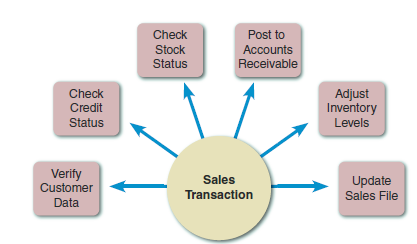 Check
Stock
Status
Post to
Accounts
Receivable
Check
Credit
Status
Adjust
Inventory
Levels
Verify
Customer
Data
Sales
Transaction
Update
Sales File